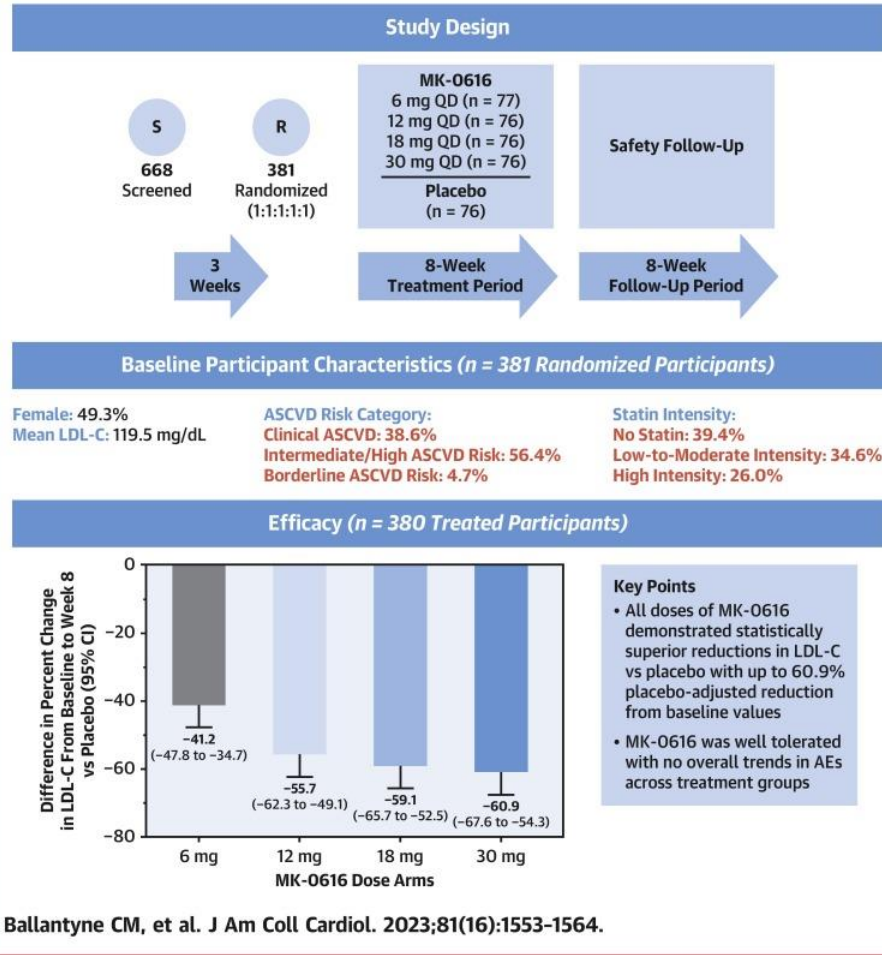 Study Design
S
668
Screened
R
381
Randomized
(1:1:1:1:1)
MK-0616
6 mg QD (n = 77)
12 mg QD (n = 76)
18 mg QD (n = 76)
30 mg QD (n = 76)
Placebo
(n = 76)
Safety Follow-Up
3
Weeks
8-Week
Treatment Period
8-Week
Follow-Up Period
Baseline Participant Characteristics (n = 381 Randomized Participants)
Female: 49.3%
Mean LDL-C: 119.5 mg/dL
ASCVD Risk Category:
Clinical ASCVD: 38.6%
Intermediate/High ASCVD Risk: 56.4%
Borderline ASCVD Risk: 4.7%
Statin Intensity:
No Statin: 39.4%
Low-to-Moderate Intensity: 34.6%
High Intensity: 26.0%
Efficacy (n = 380 Treated Participants)
Difference in Percent Change
in LDL-C From Baseline to Week 8
vs Placebo (95% CI)
0
−20
−40
−60
−80
−41.2
(−47.8 to −34.7)
−55.7
(−62.3 to −49.1)
−59.1
(−65.7 to −52.5)
−60.9
(−67.6 to −54.3)
6 mg
12 mg
18 mg
30 mg
MK-0616 Dose Arms
Key Points
• All doses of MK-0616
demonstrated statistically
superior reductions in LDL-C
vs placebo with up to 60.9%
placebo-adjusted reduction
from baseline values
• MK-0616 was well tolerated
with no overall trends in AEs
across treatment groups
Ballantyne CM, et al. J Am Coll Cardiol. 2023;81(16):1553-1564.